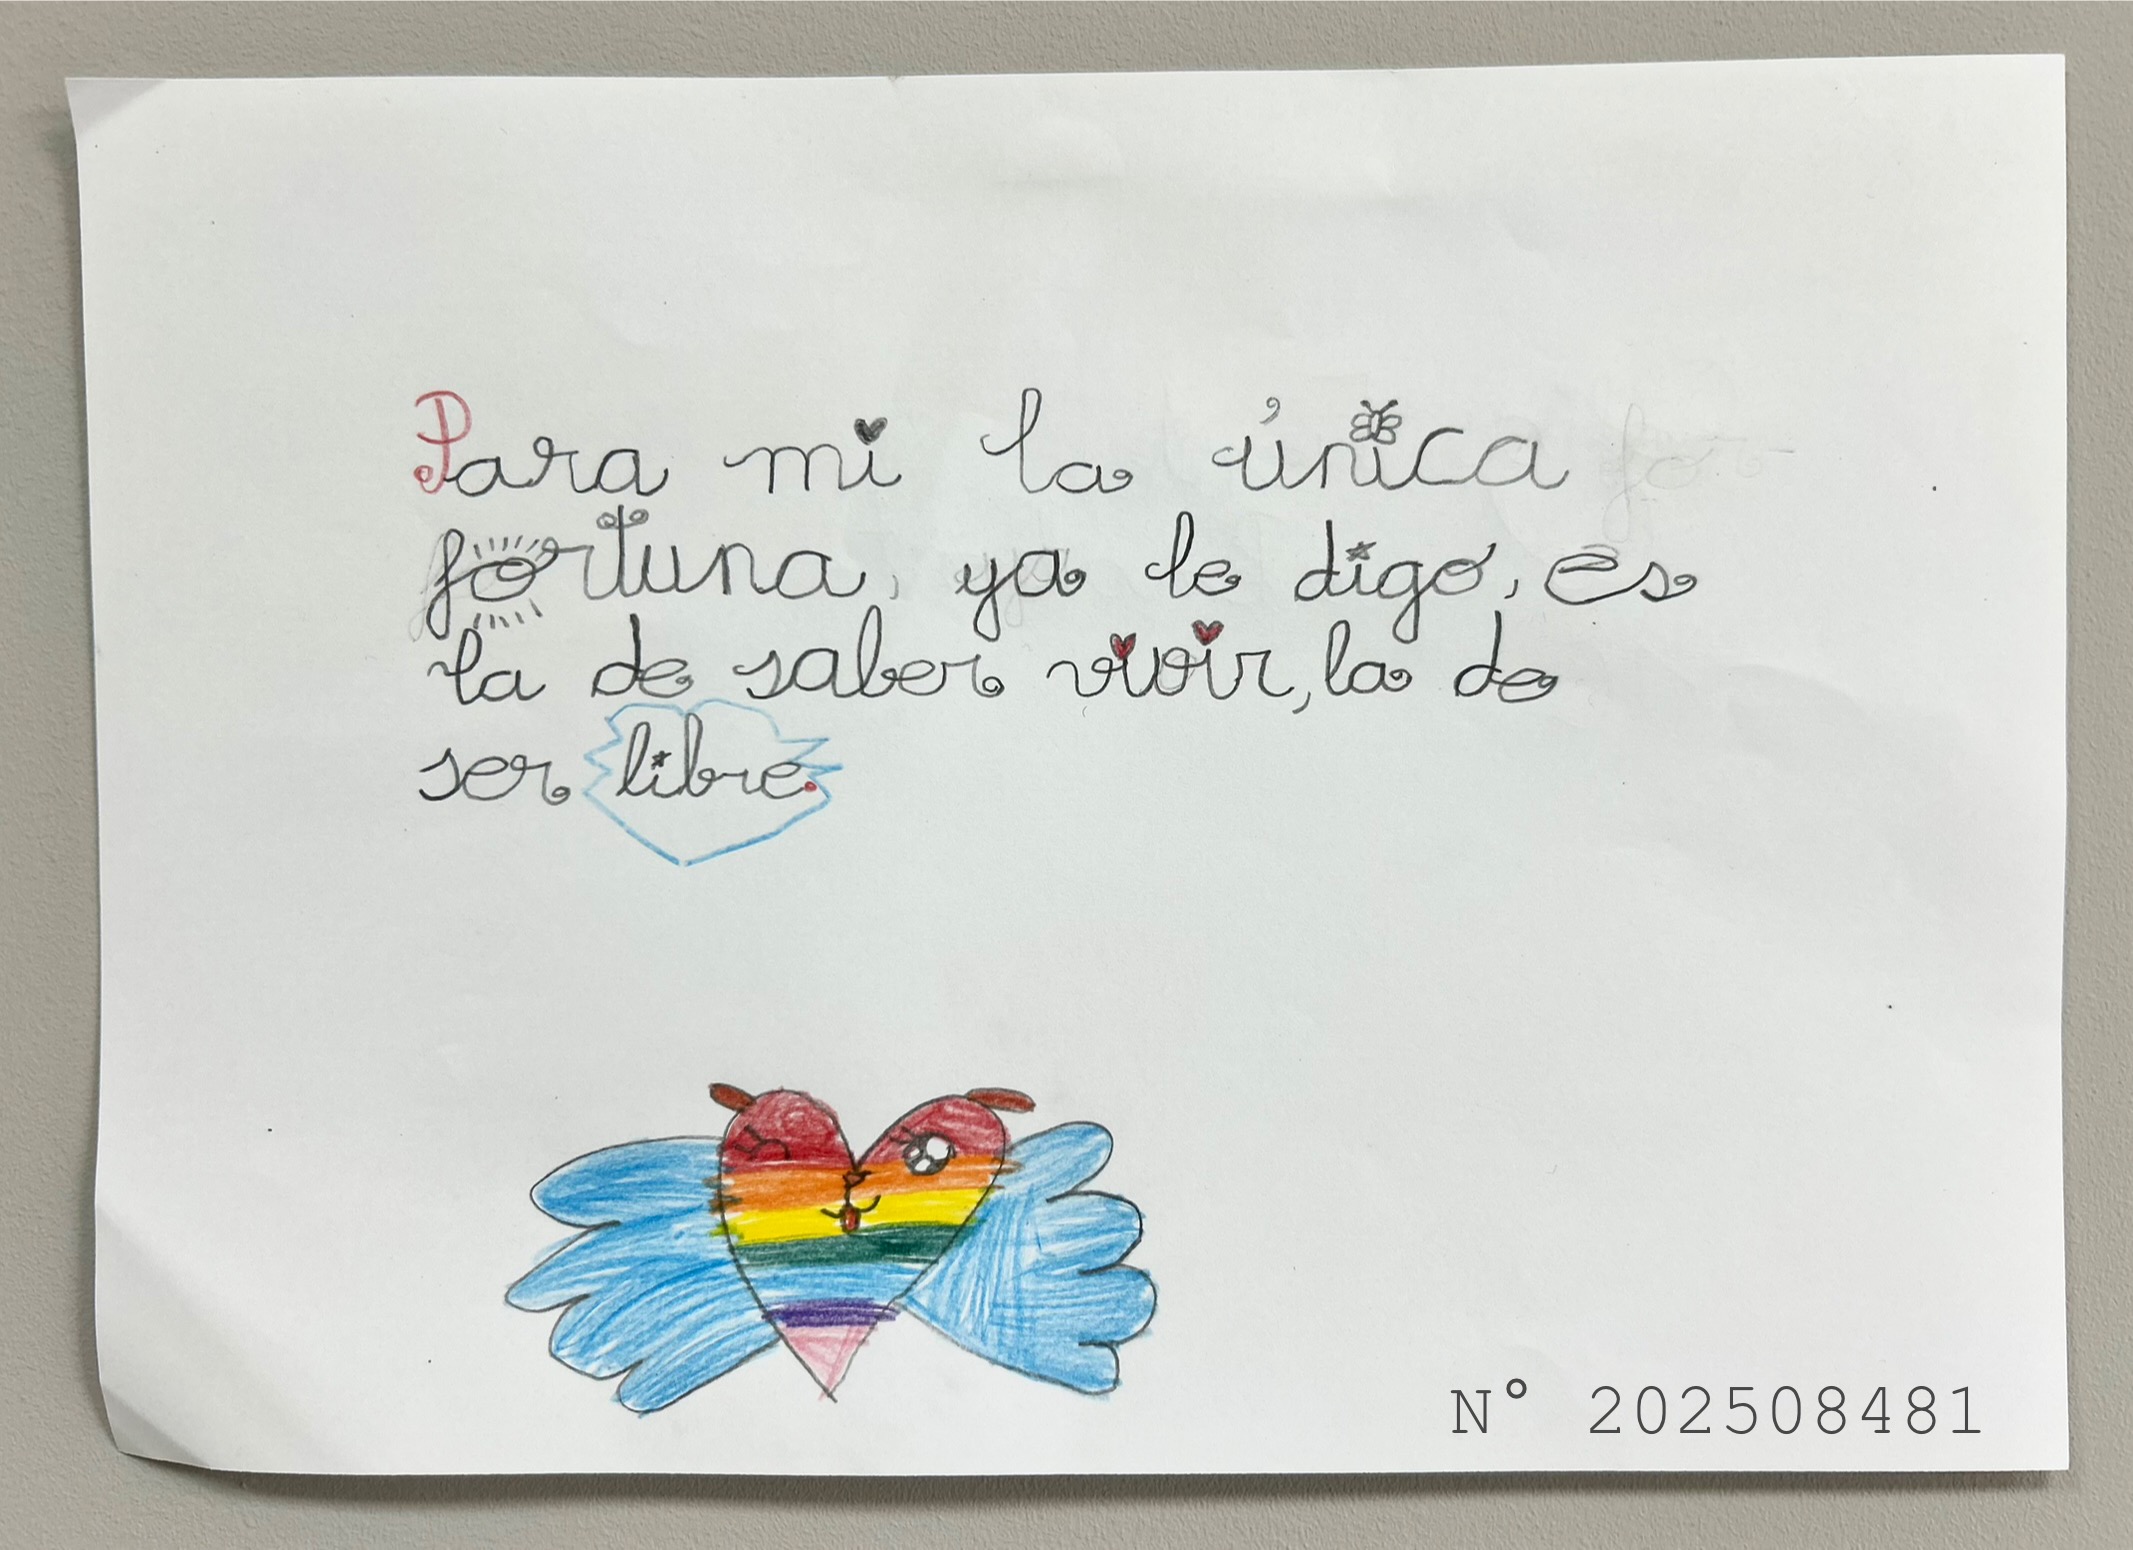 Para mi la única
fortuna, ya le digo, es
la de saber vivir, la de
ser libre.
N° 202508481